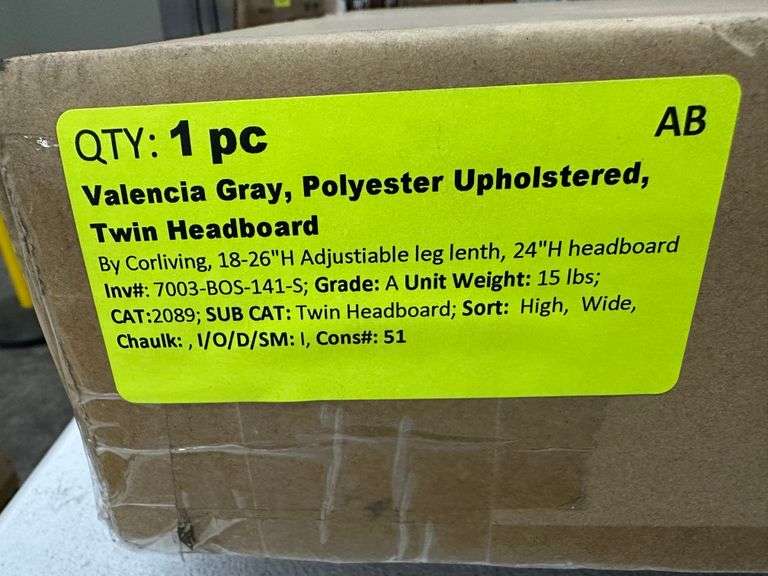 QTY: 1 pc AB
Valencia Gray, Polyester Upholstered,
Twin Headboard
By Corliving, 18-26"H Adjustiable leg lenth, 24"H headboard
Inv#: 7003-BOS-141-S; Grade: A Unit Weight: 15 lbs;
CAT:2089; SUB CAT: Twin Headboard; Sort: High, Wide,
Chaulk: , I/O/D/SM: I, Cons#: 51